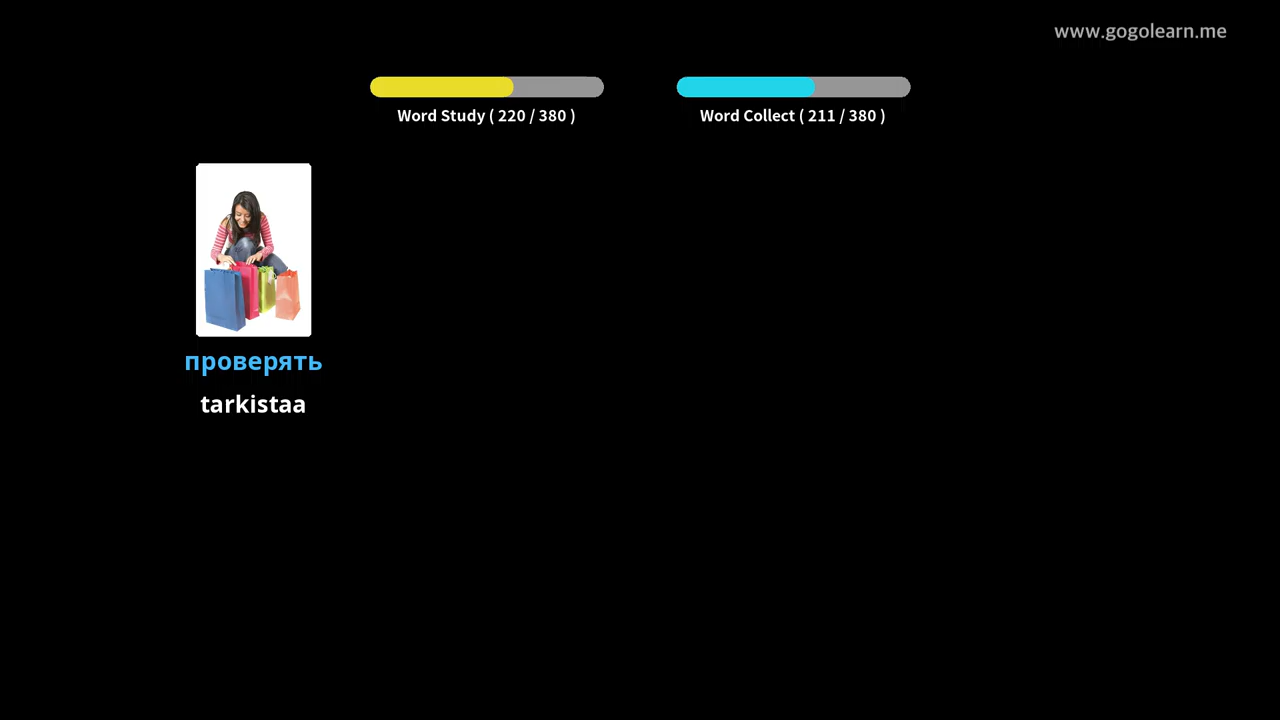 www.gogolearn.me
Word Study ( 220 / 380 )
Word Collect ( 211 / 380 )
проверять
tarkistaa